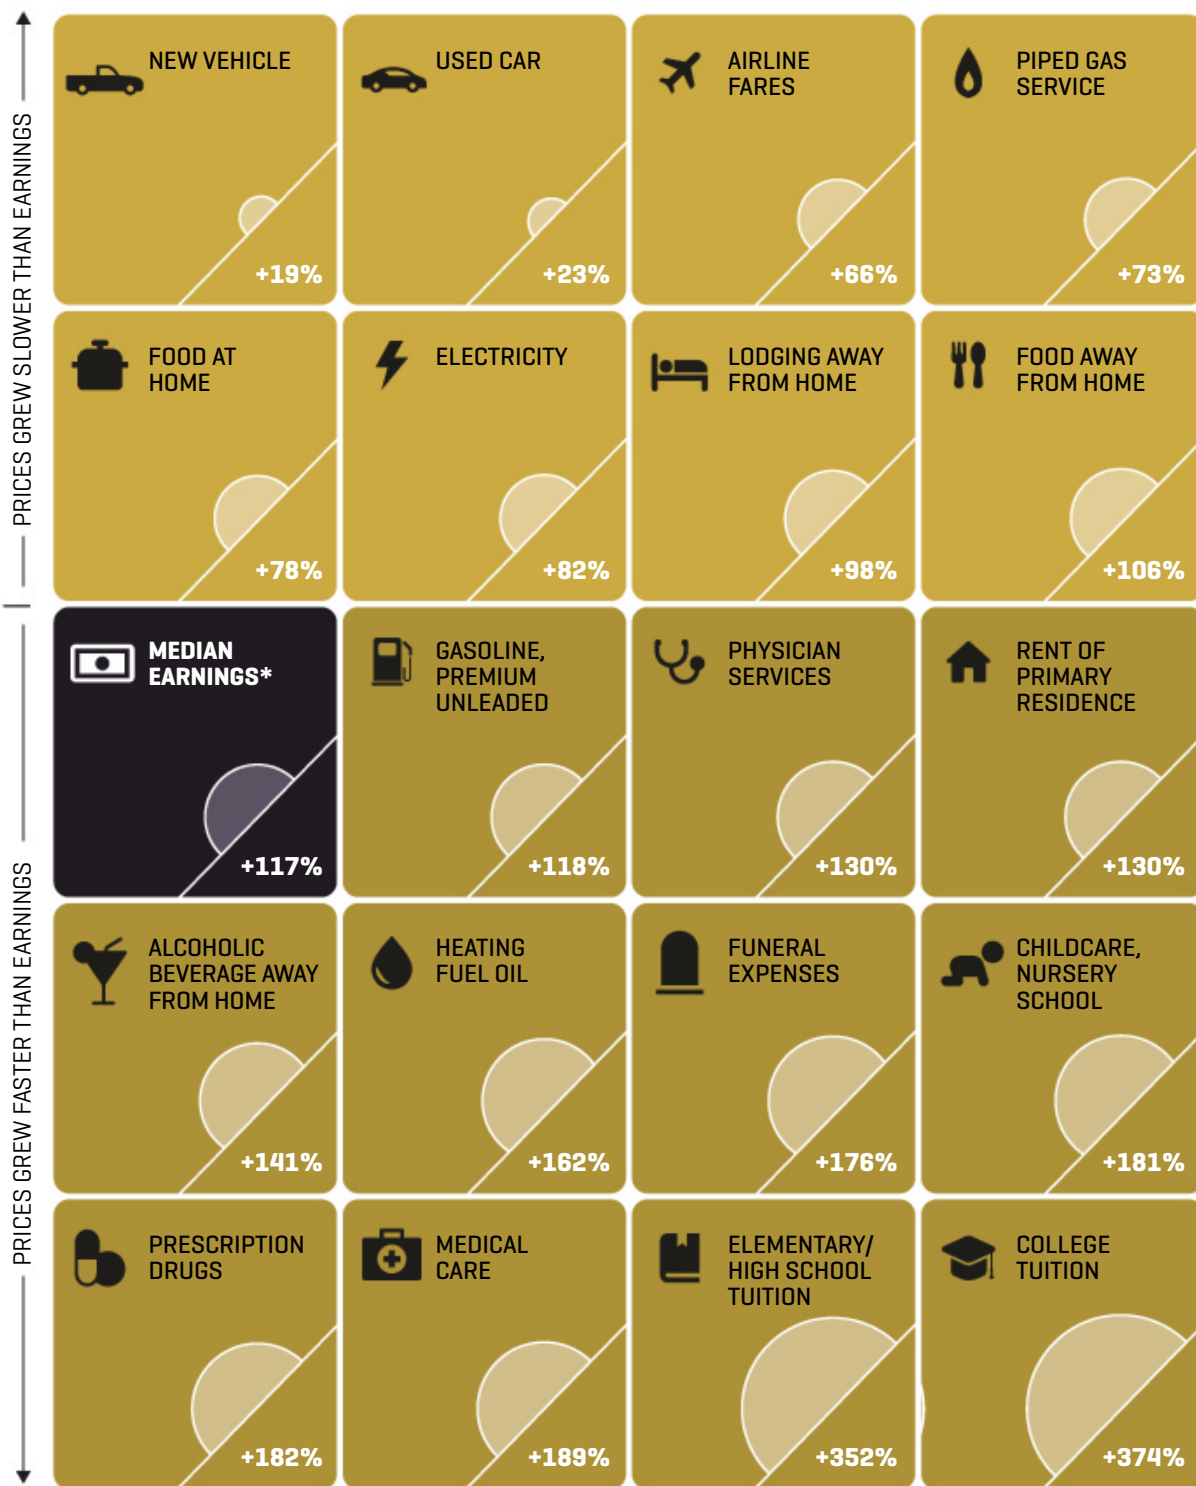 PRICES GREW SLOWER THAN EARNINGS
NEW VEHICLE
+19%
USED CAR
+23%
AIRLINE
FARES
+66%
PIPED GAS
SERVICE
+73%
FOOD AT
HOME
+78%
ELECTRICITY
+82%
LODGING AWAY
FROM HOME
+98%
FOOD AWAY
FROM HOME
+106%
PRICES GREW FASTER THAN EARNINGS
MEDIAN
EARNINGS*
+117%
GASOLINE,
PREMIUM
UNLEADED
+118%
PHYSICIAN
SERVICES
+130%
RENT OF
PRIMARY
RESIDENCE
+130%
ALCOHOLIC
BEVERAGE AWAY
FROM HOME
+141%
HEATING
FUEL OIL
+162%
FUNERAL
EXPENSES
+176%
CHILDCARE,
NURSERY
SCHOOL
+181%
PRESCRIPTION
DRUGS
+182%
MEDICAL
CARE
+189%
ELEMENTARY/
HIGH SCHOOL
TUITION
+352%
COLLEGE
TUITION
+374%